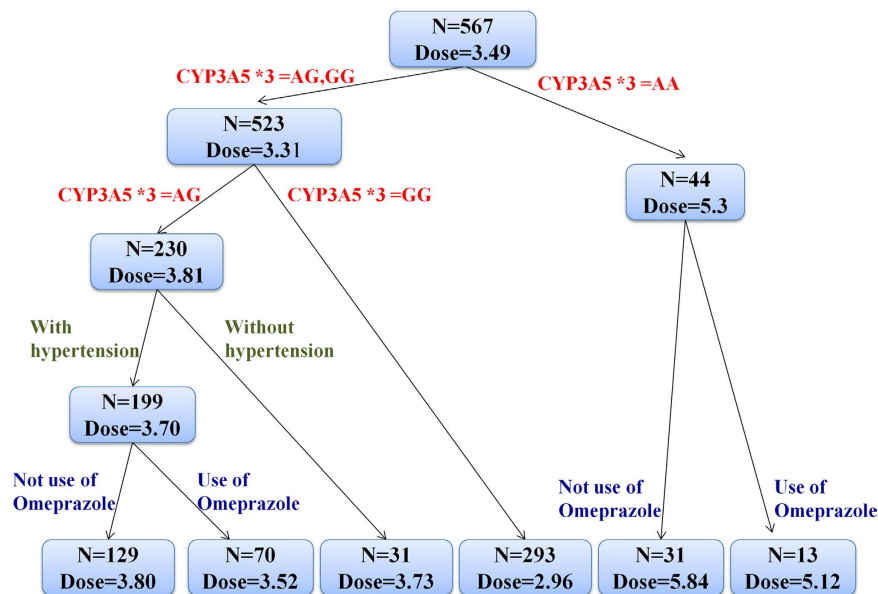 N=567
Dose=3.49
CYP3A5 *3 =AG,GG
CYP3A5 *3 =AA
N=523
Dose=3.31
N=44
Dose=5.3
CYP3A5 *3 =AG
CYP3A5 *3 =GG
N=230
Dose=3.81
With
hypertension
Without
hypertension
N=199
Dose=3.70
Not use of
Omeprazole
Use of
Omeprazole
Not use of
Omeprazole
Use of
Omeprazole
N=129
Dose=3.80
N=70
Dose=3.52
N=31
Dose=3.73
N=293
Dose=2.96
N=31
Dose=5.84
N=13
Dose=5.12